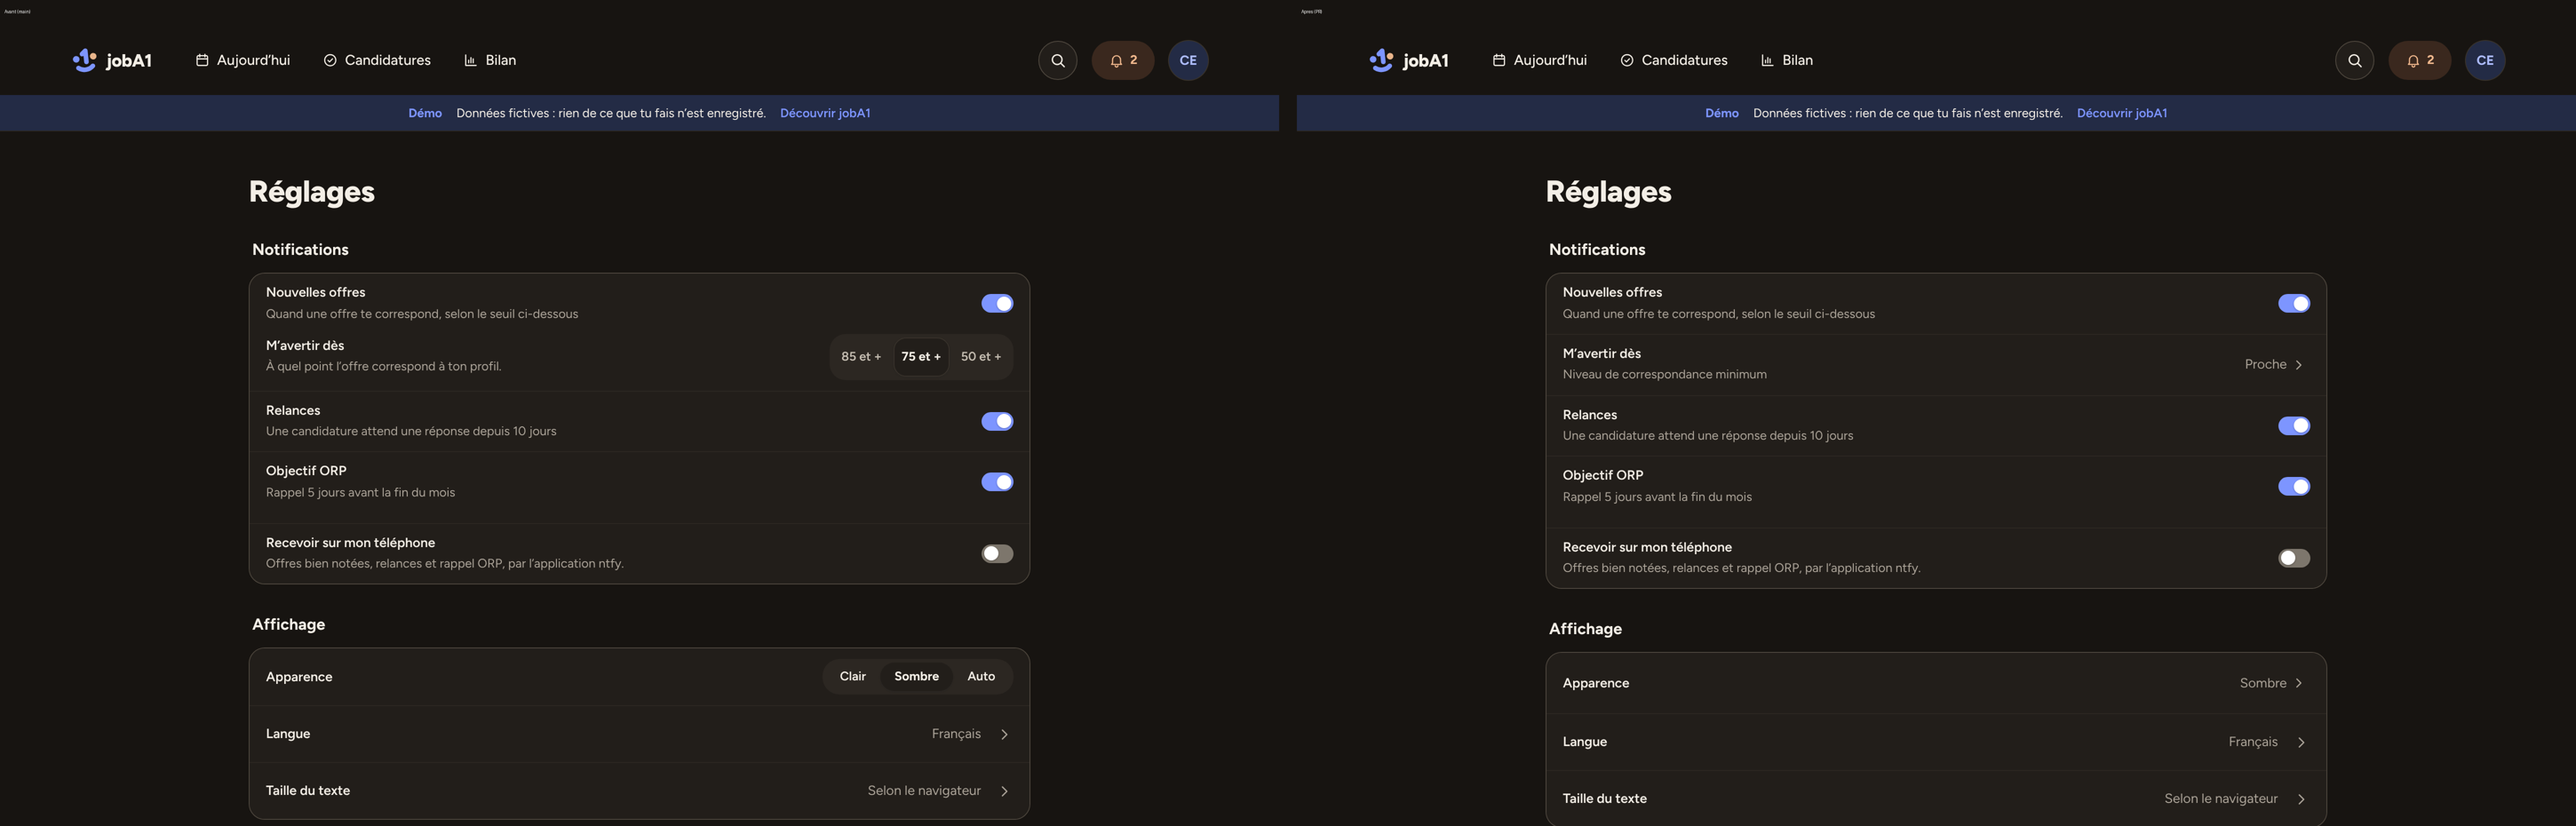 Avant (main)
jobA1
Aujourd'hui
Candidatures
Bilan
2
CE
Démo Données fictives : rien de ce que tu fais n'est enregistré. Découvrir jobA1
Réglages
Notifications
Nouvelles offres
Quand une offre te correspond, selon le seuil ci-dessous
M'avertir dès
À quel point l'offre correspond à ton profil.
85 et + 75 et + 50 et +
Relances
Une candidature attend une réponse depuis 10 jours
Objectif ORP
Rappel 5 jours avant la fin du mois
Recevoir sur mon téléphone
Offres bien notées, relances et rappel ORP, par l'application ntfy.
Affichage
Apparence
Clair Sombre Auto
Langue
Français
Taille du texte
Selon le navigateur
Apres (PR)
jobA1
Aujourd'hui
Candidatures
Bilan
2
CE
Démo Données fictives : rien de ce que tu fais n'est enregistré. Découvrir jobA1
Réglages
Notifications
Nouvelles offres
Quand une offre te correspond, selon le seuil ci-dessous
M'avertir dès
Niveau de correspondance minimum
Proche
Relances
Une candidature attend une réponse depuis 10 jours
Objectif ORP
Rappel 5 jours avant la fin du mois
Recevoir sur mon téléphone
Offres bien notées, relances et rappel ORP, par l'application ntfy.
Affichage
Apparence
Sombre
Langue
Français
Taille du texte
Selon le navigateur